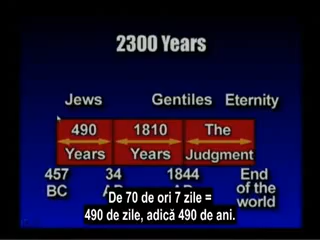 2300 Years
Jews Gentiles Eternity
490 1810 The
Years Years Judgment
457 34 1844 End
BC of the
world
De 70 de ori 7 zile =
490 de zile, adică 490 de ani.